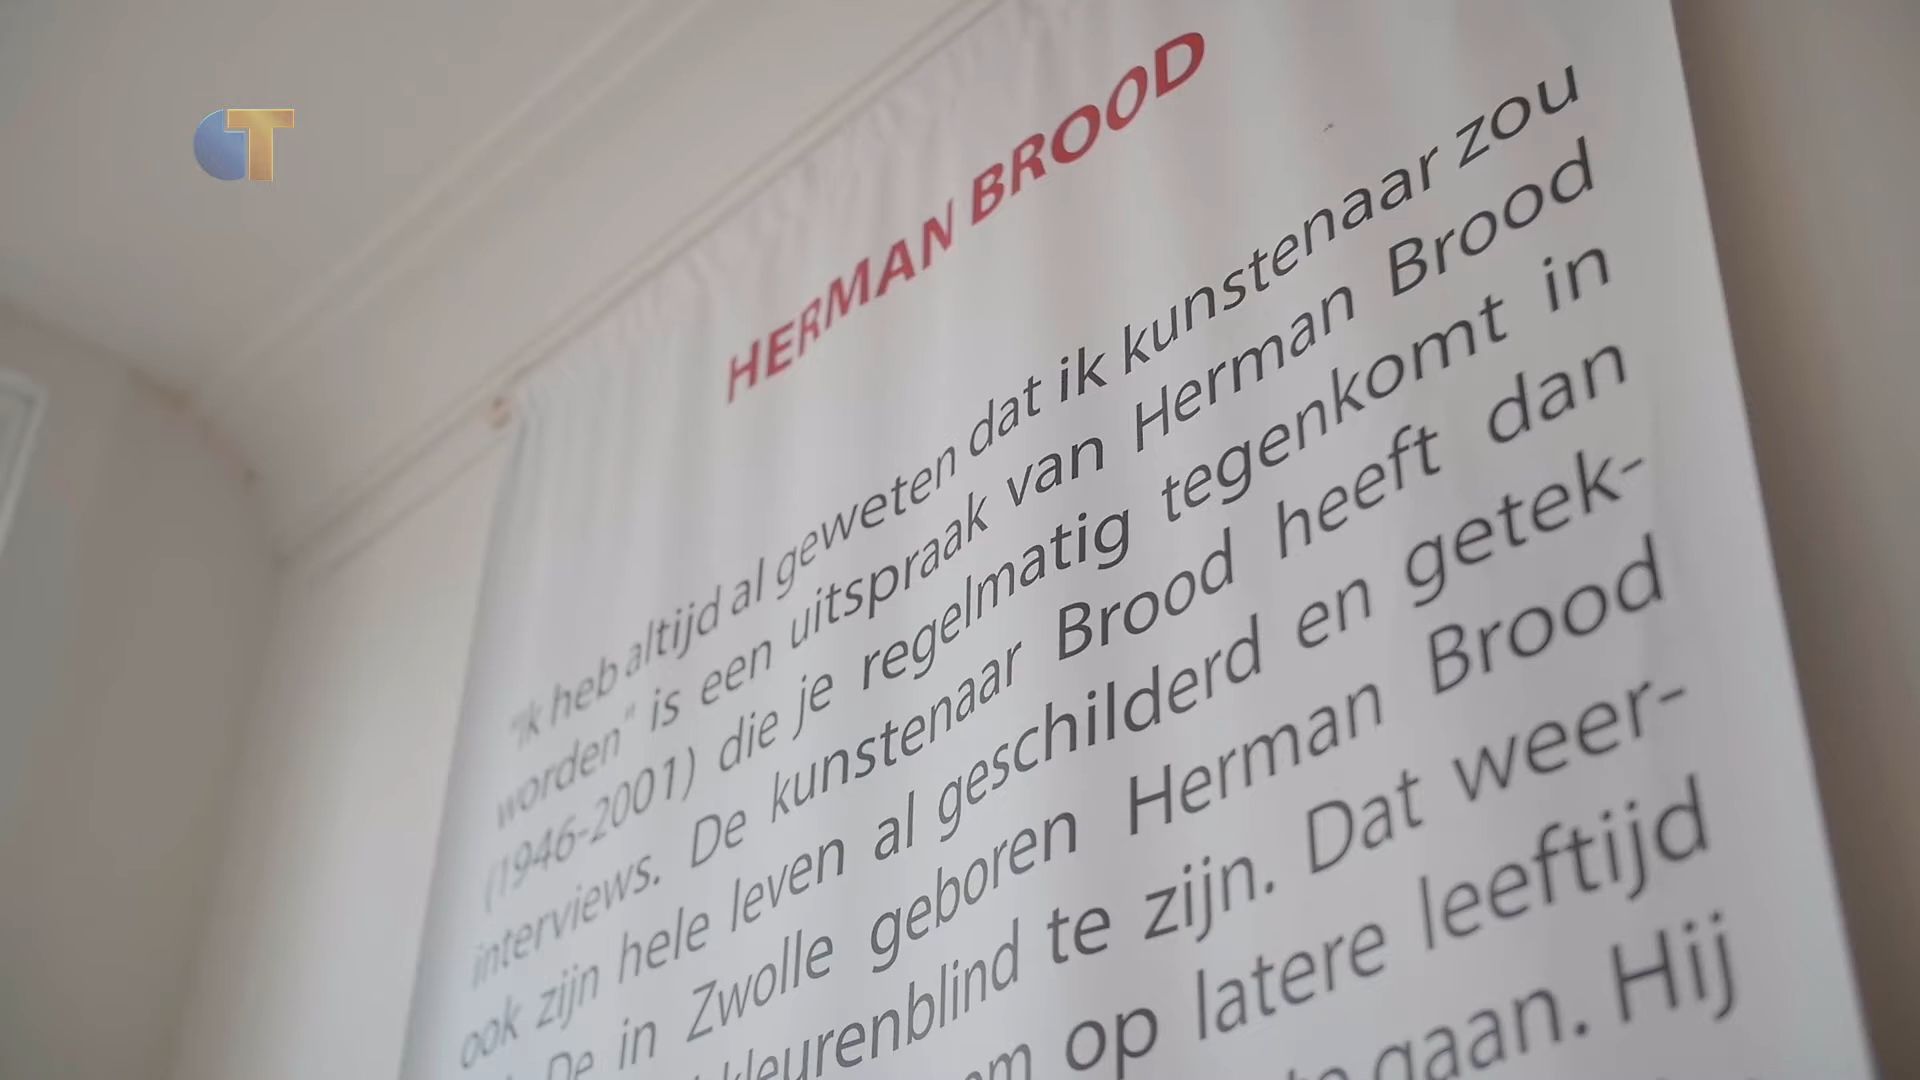 CT
HERMAN BROOD
"Ik heb altijd al geweten dat ik kunstenaar zou
worden" is een uitspraak van Herman Brood
(1946-2001) die je regelmatig tegenkomt in
interviews. De kunstenaar Brood heeft dan
ook zijn hele leven al geschilderd en getek-
De in Zwolle geboren Herman Brood
kleurenblind te zijn. Dat weer-
op latere leeftijd
gaan. Hij